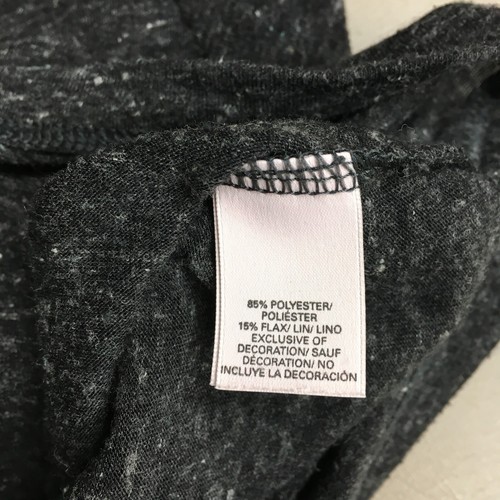 85% POLYESTER/
POLIÉSTER
15% FLAX/ LIN/ LINO
EXCLUSIVE OF
DECORATION/ SAUF
DÉCORATION/ NO
INCLUYE LA DECORACIÓN